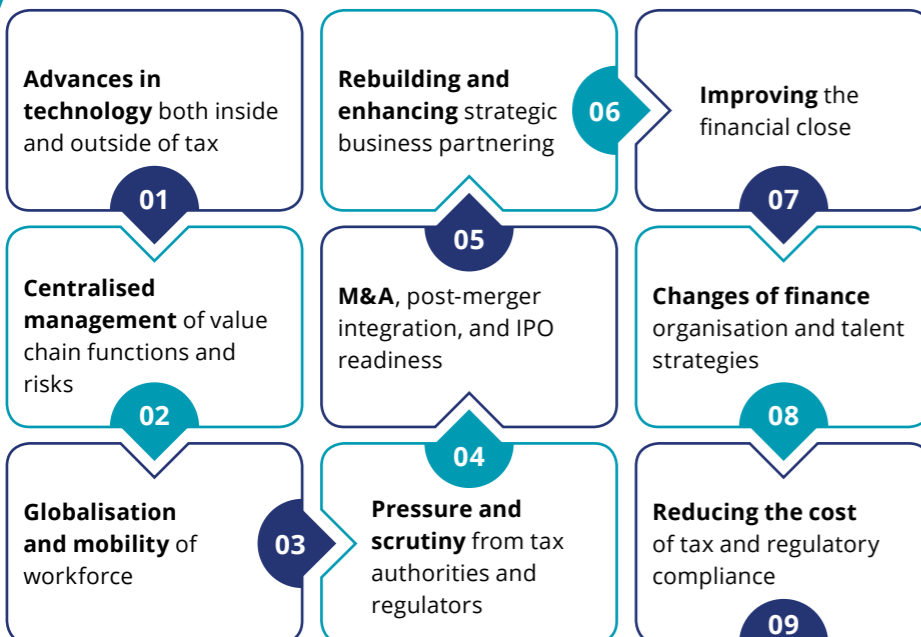 Advances in
technology both inside
and outside of tax
01
Centralised
management of value
chain functions and
risks
02
Globalisation
and mobility of
workforce
03
Pressure and
scrutiny from tax
authorities and
regulators
04
M&A, post-merger
integration, and IPO
readiness
05
Rebuilding and
enhancing strategic
business partnering
06
Improving the
financial close
07
Changes of finance
organisation and talent
strategies
08
Reducing the cost
of tax and regulatory
compliance
09